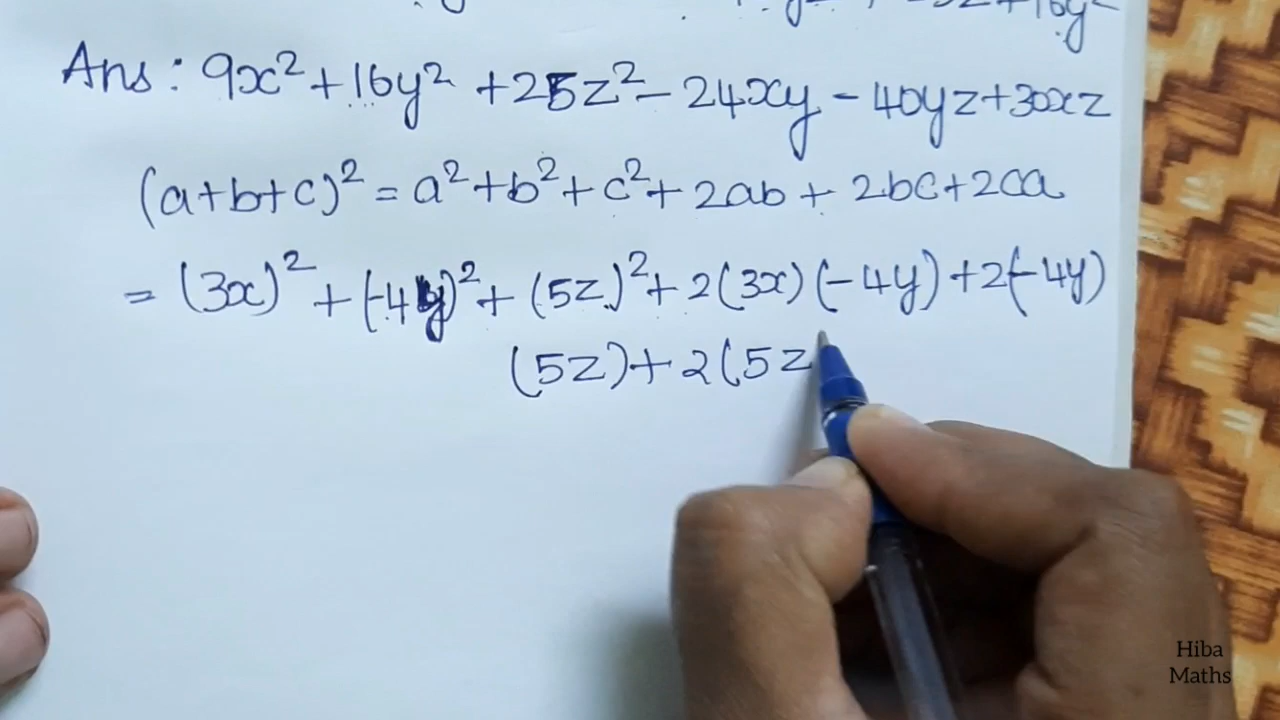 Ans : 9x² + 16y² + 25z² - 24xy - 40yz + 30xz
(a+b+c)² = a² + b² + c² + 2ab + 2bc + 2ca
= (3x)² + (-4y)² + (5z)² + 2(3x)(-4y) + 2(-4y)
(5z) + 2(5z
Hiba
Maths